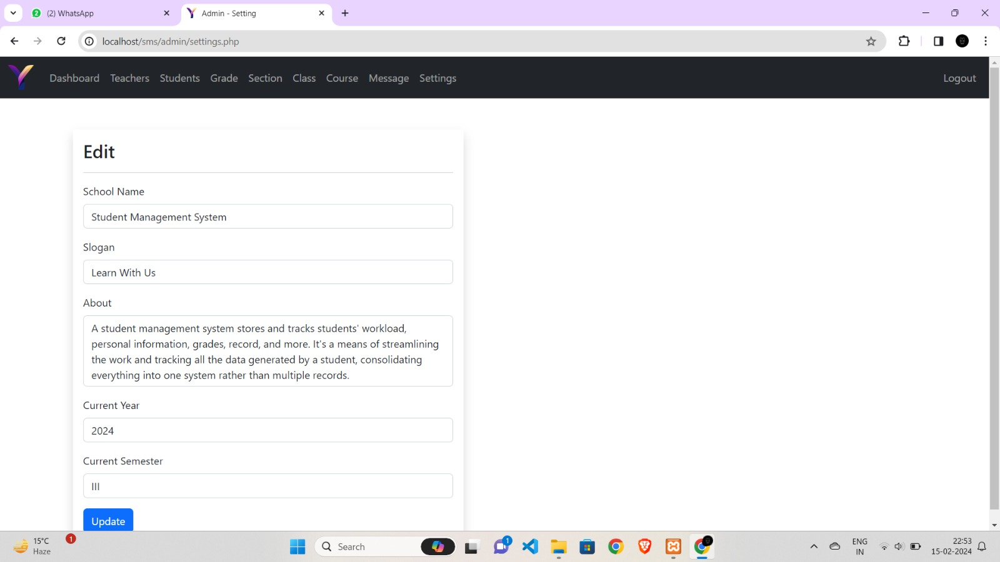 (2) WhatsApp
Admin - Setting
localhost/sms/admin/settings.php
Dashboard Teachers Students Grade Section Class Course Message Settings Logout
Edit
School Name
Student Management System
Slogan
Learn With Us
About
A student management system stores and tracks students' workload,
personal information, grades, record, and more. It's a means of streamlining
the work and tracking all the data generated by a student, consolidating
everything into one system rather than multiple records.
Current Year
2024
Current Semester
III
Update
15°C
Haze
1
Search
1
ENG
IN
22:53
15-02-2024